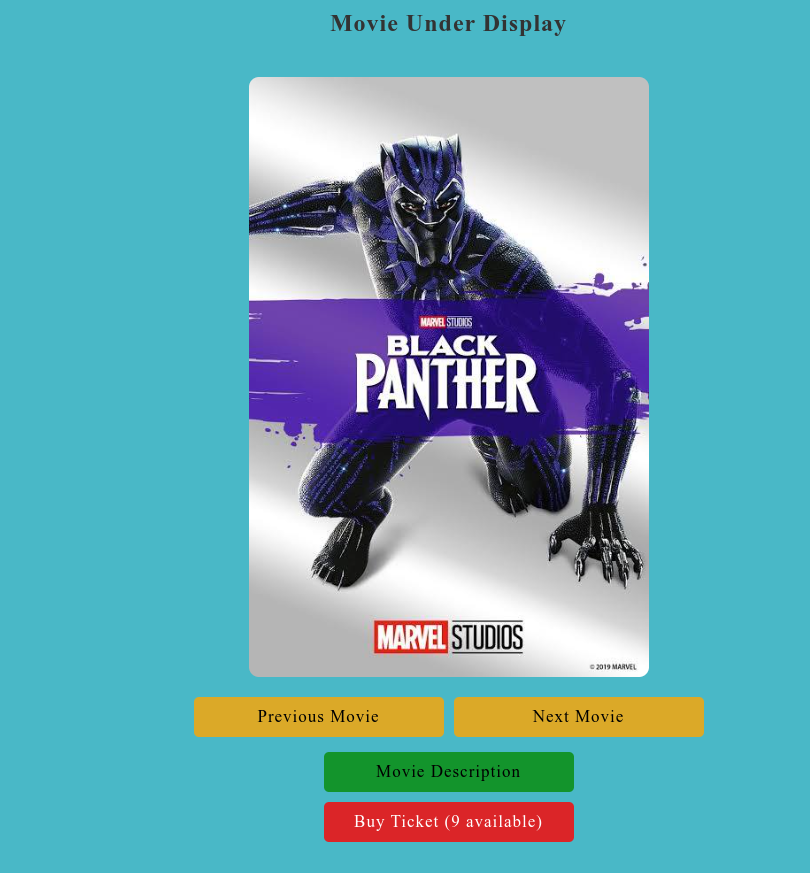 Movie Under Display
MARVEL STUDIOS
BLACK
PANTHER
MARVEL STUDIOS
© 2019 MARVEL
Previous Movie
Next Movie
Movie Description
Buy Ticket (9 available)